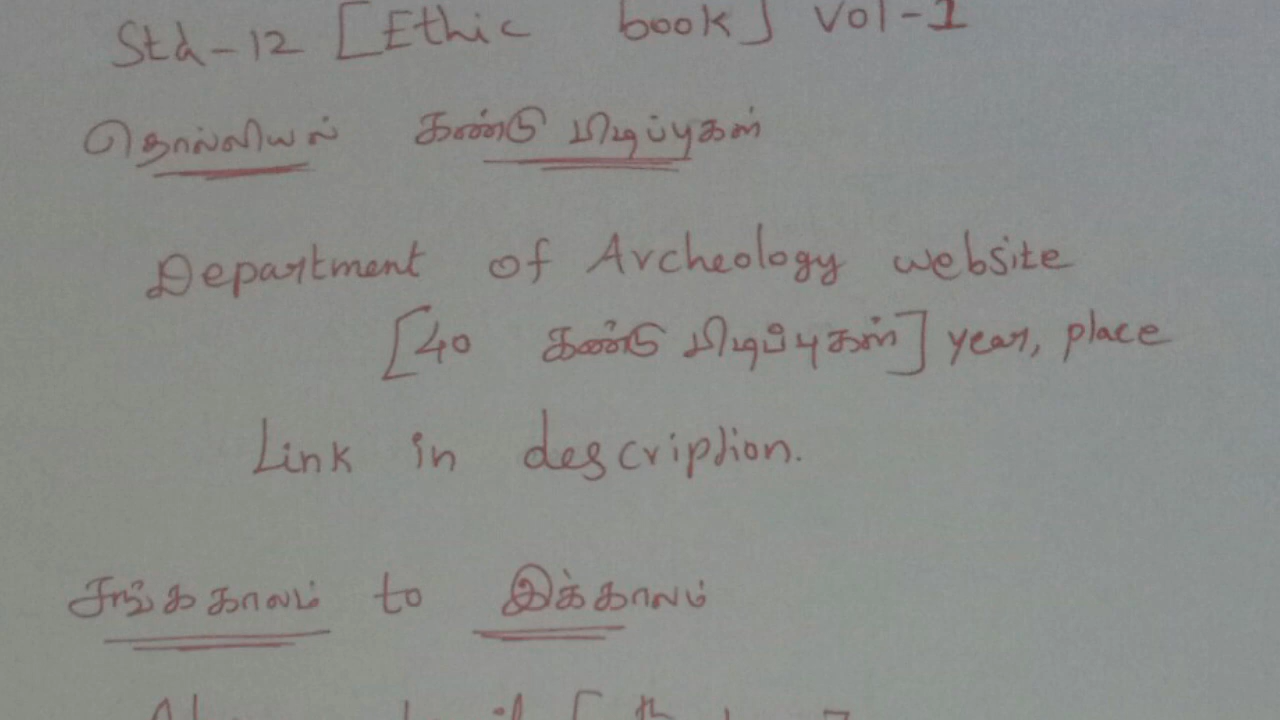 Std-12 [Ethic book] Vol-1
தொல்லியல் கண்டு பிடிப்புகள்
Department of Archeology website
[40 கண்டு பிடிப்புகள்] year, place
Link in description.
சங்க காலம் to இக்காலம்